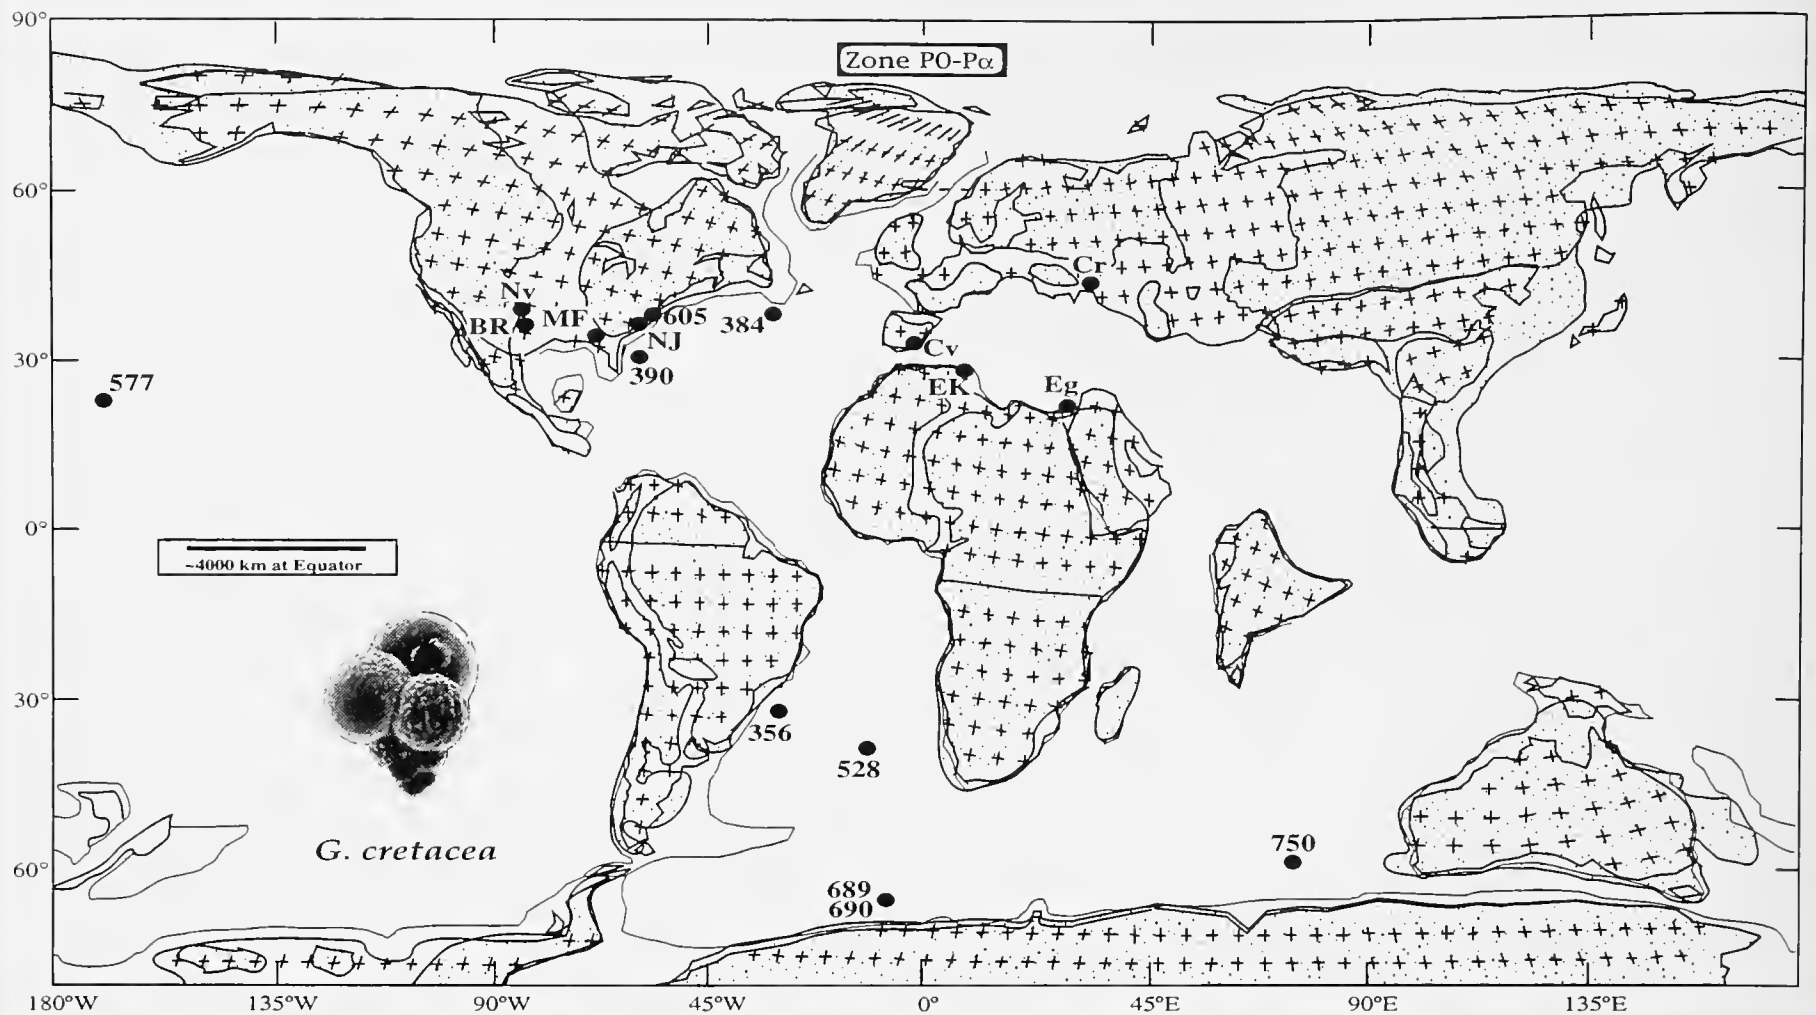 90°
Zone PO-Pα
60°
Cr
Nv
BR
MF
605
384
NJ
Cv
30°
390
577
EK
Eg
0°
~4000 km at Equator
30°
356
528
G. cretacea
750
60°
689
690
180°W
135°W
90°W
45°W
0°
45°E
90°E
135°E